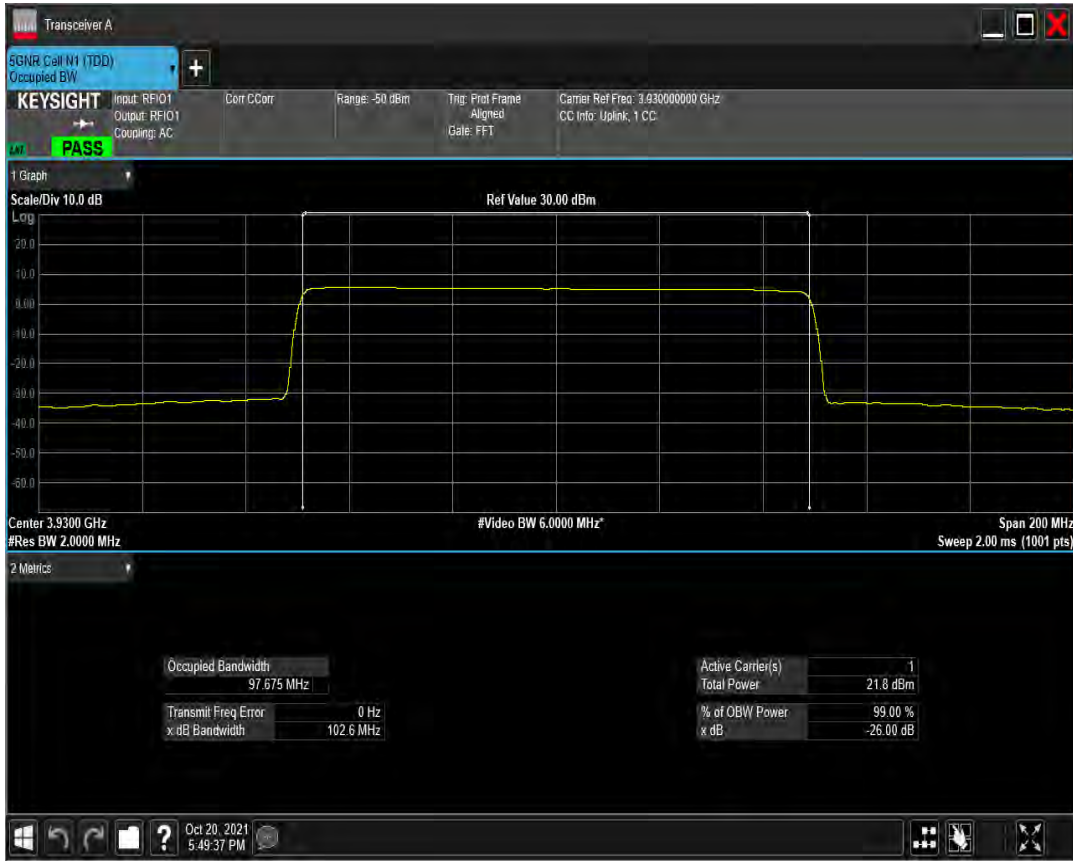 Transceiver A
5GNR Cell N1 (TDD)
Occupied BW
+
KEYSIGHT
Input: RFIO1
Output: RFIO1
Coupling: AC
Corr CCorr
Range: -50 dBm
Trig: Prot Frame
Aligned
Gate: FFT
Carrier Ref Freq: 3.930000000 GHz
CC Info: Uplink, 1 CC
PASS
1 Graph
Scale/Div 10.0 dB
Ref Value 30.00 dBm
Log
20.0
10.0
0.00
-10.0
-20.0
-30.0
-40.0
-50.0
-60.0
Center 3.9300 GHz
#Video BW 6.0000 MHz*
Span 200 MHz
#Res BW 2.0000 MHz
Sweep 2.00 ms (1001 pts)
2 Metrics
Occupied Bandwidth
97.675 MHz
Transmit Freq Error 0 Hz
x dB Bandwidth 102.6 MHz
Active Carrier(s) 1
Total Power 21.8 dBm
% of OBW Power 99.00 %
x dB -26.00 dB
?
Oct 20, 2021
5:49:37 PM